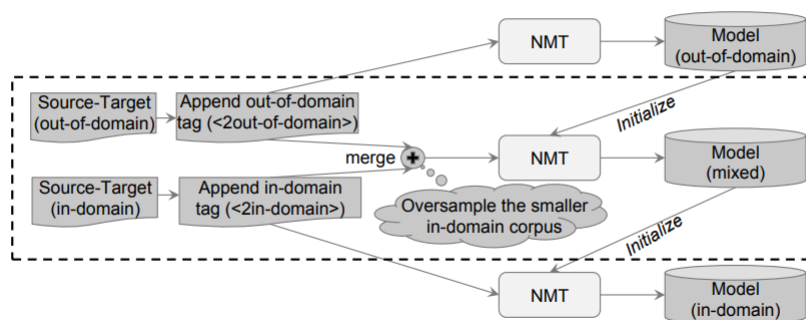 NMT
Model
(out-of-domain)
Source-Target
(out-of-domain)
Append out-of-domain
tag (<2out-of-domain>)
Initialize
merge
NMT
Model
(mixed)
Source-Target
(in-domain)
Append in-domain
tag (<2in-domain>)
Oversample the smaller
in-domain corpus
Initialize
NMT
Model
(in-domain)